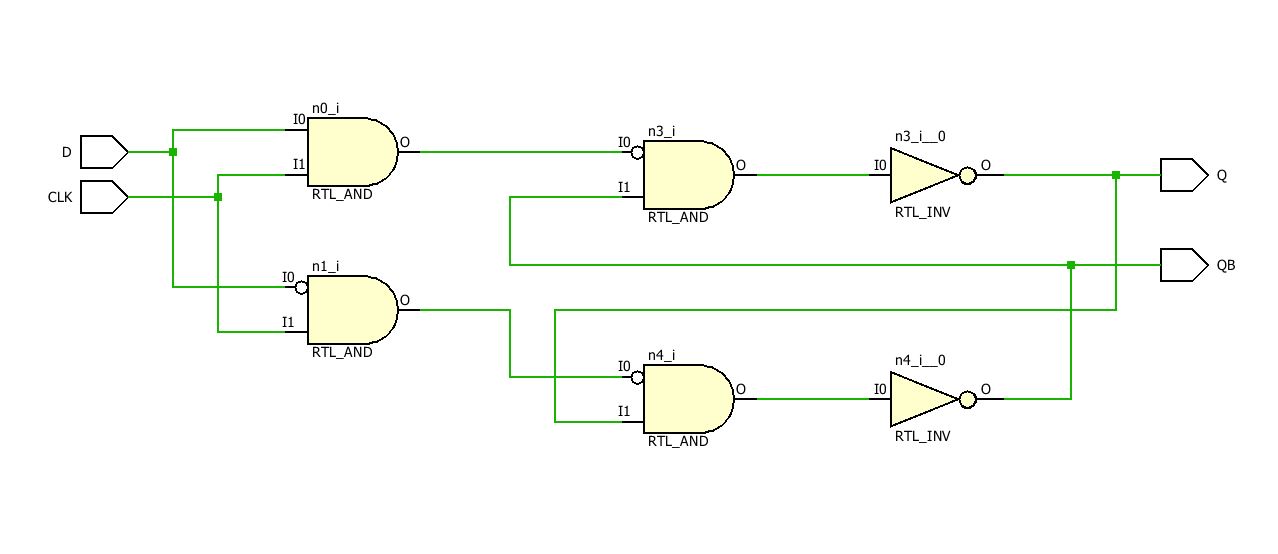 n0_i
I0
O
I1
RTL_AND
D
CLK
n1_i
I0
O
I1
RTL_AND
n3_i
I0
O
I1
RTL_AND
n3_i__0
I0
O
RTL_INV
Q
QB
n4_i
I0
O
I1
RTL_AND
n4_i__0
I0
O
RTL_INV